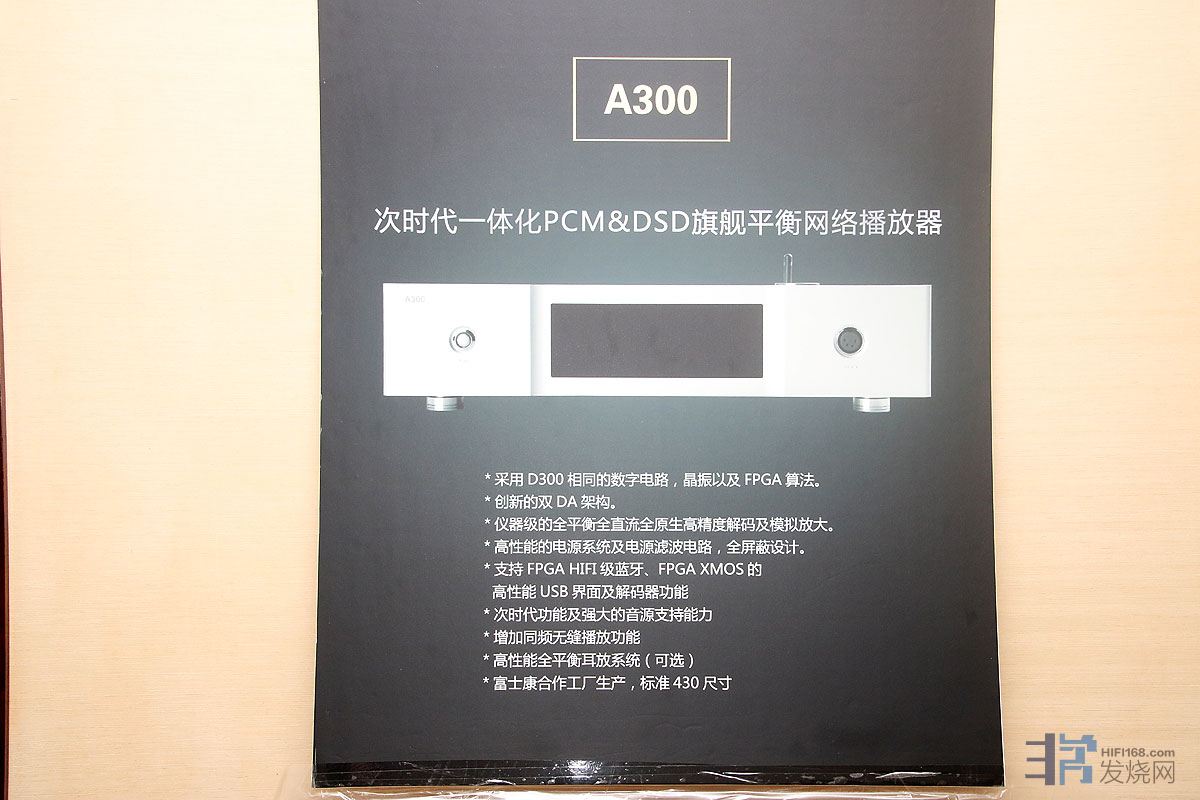 A300
次时代一体化PCM&DSD旗舰平衡网络播放器
A300
* 采用 D300 相同的数字电路，晶振以及 FPGA 算法。
* 创新的双 DA 架构。
* 仪器级的全平衡全直流全原生高精度解码及模拟放大。
* 高性能的电源系统及电源滤波电路，全屏蔽设计。
* 支持 FPGA HIFI 级蓝牙、FPGA XMOS 的
高性能 USB 界面及解码器功能
* 次时代功能及强大的音源支持能力
* 增加同频无缝播放功能
* 高性能全平衡耳放系统（可选）
* 富士康合作工厂生产，标准 430 尺寸
HIFI168.com
发烧网